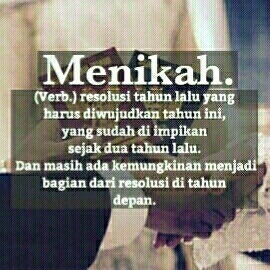 Menikah.
(Verb.) resolusi tahun lalu yang
harus diwujudkan tahun ini,
yang sudah di impikan
sejak dua tahun lalu.
Dan masih ada kemungkinan menjadi
bagian dari resolusi di tahun
depan.